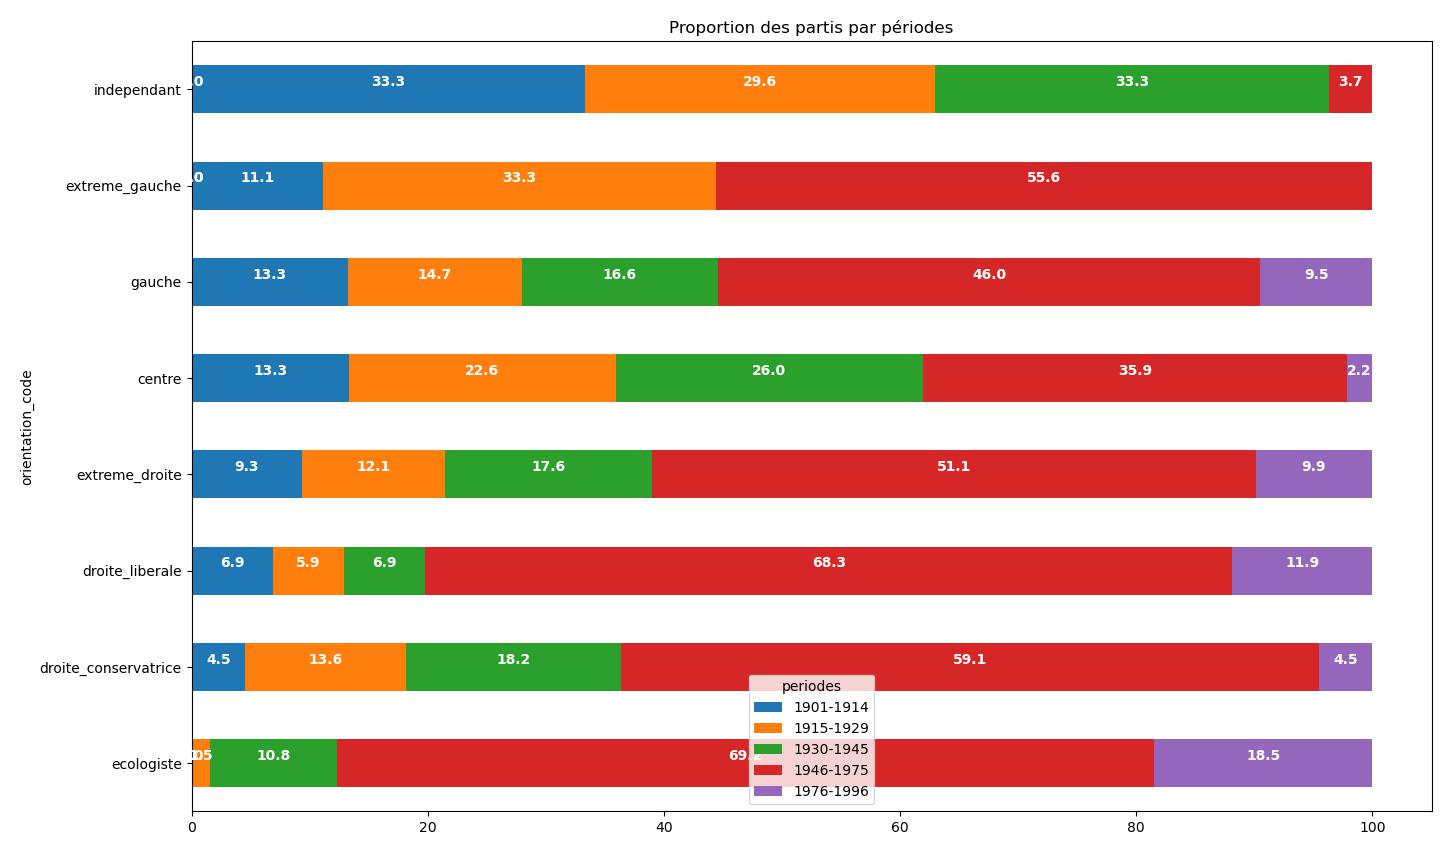 Proportion des partis par périodes
independant
.0 33.3 29.6 33.3 3.7
extreme_gauche
.0 11.1 33.3 55.6
gauche
13.3 14.7 16.6 46.0 9.5
centre
13.3 22.6 26.0 35.9 2.2
extreme_droite
9.3 12.1 17.6 51.1 9.9
droite_liberale
6.9 5.9 6.9 68.3 11.9
droite_conservatrice
4.5 13.6 18.2 59.1 4.5
ecologiste
10.8 69.2 18.5
orientation_code
periodes
1901-1914
1915-1929
1930-1945
1946-1975
1976-1996
0 20 40 60 80 100